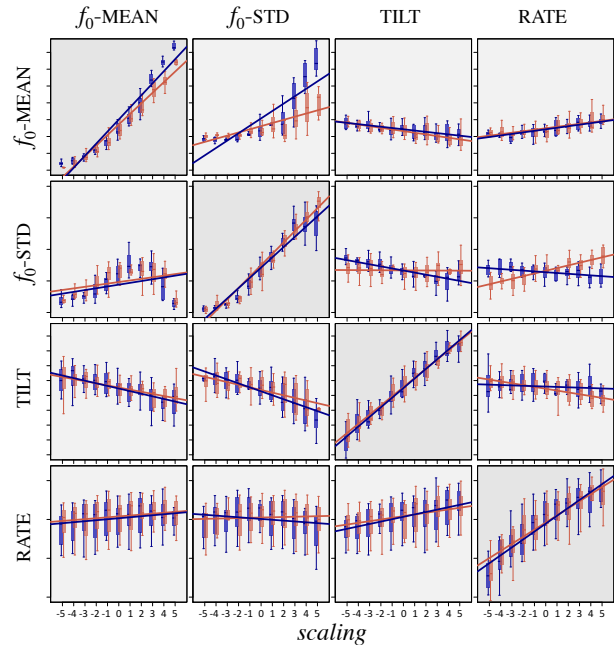 f₀-MEAN f₀-STD TILT RATE
f₀-MEAN
f₀-STD
TILT
RATE
-5 -4 -3 -2 -1 0 1 2 3 4 5 -5 -4 -3 -2 -1 0 1 2 3 4 5 -5 -4 -3 -2 -1 0 1 2 3 4 5 -5 -4 -3 -2 -1 0 1 2 3 4 5
scaling